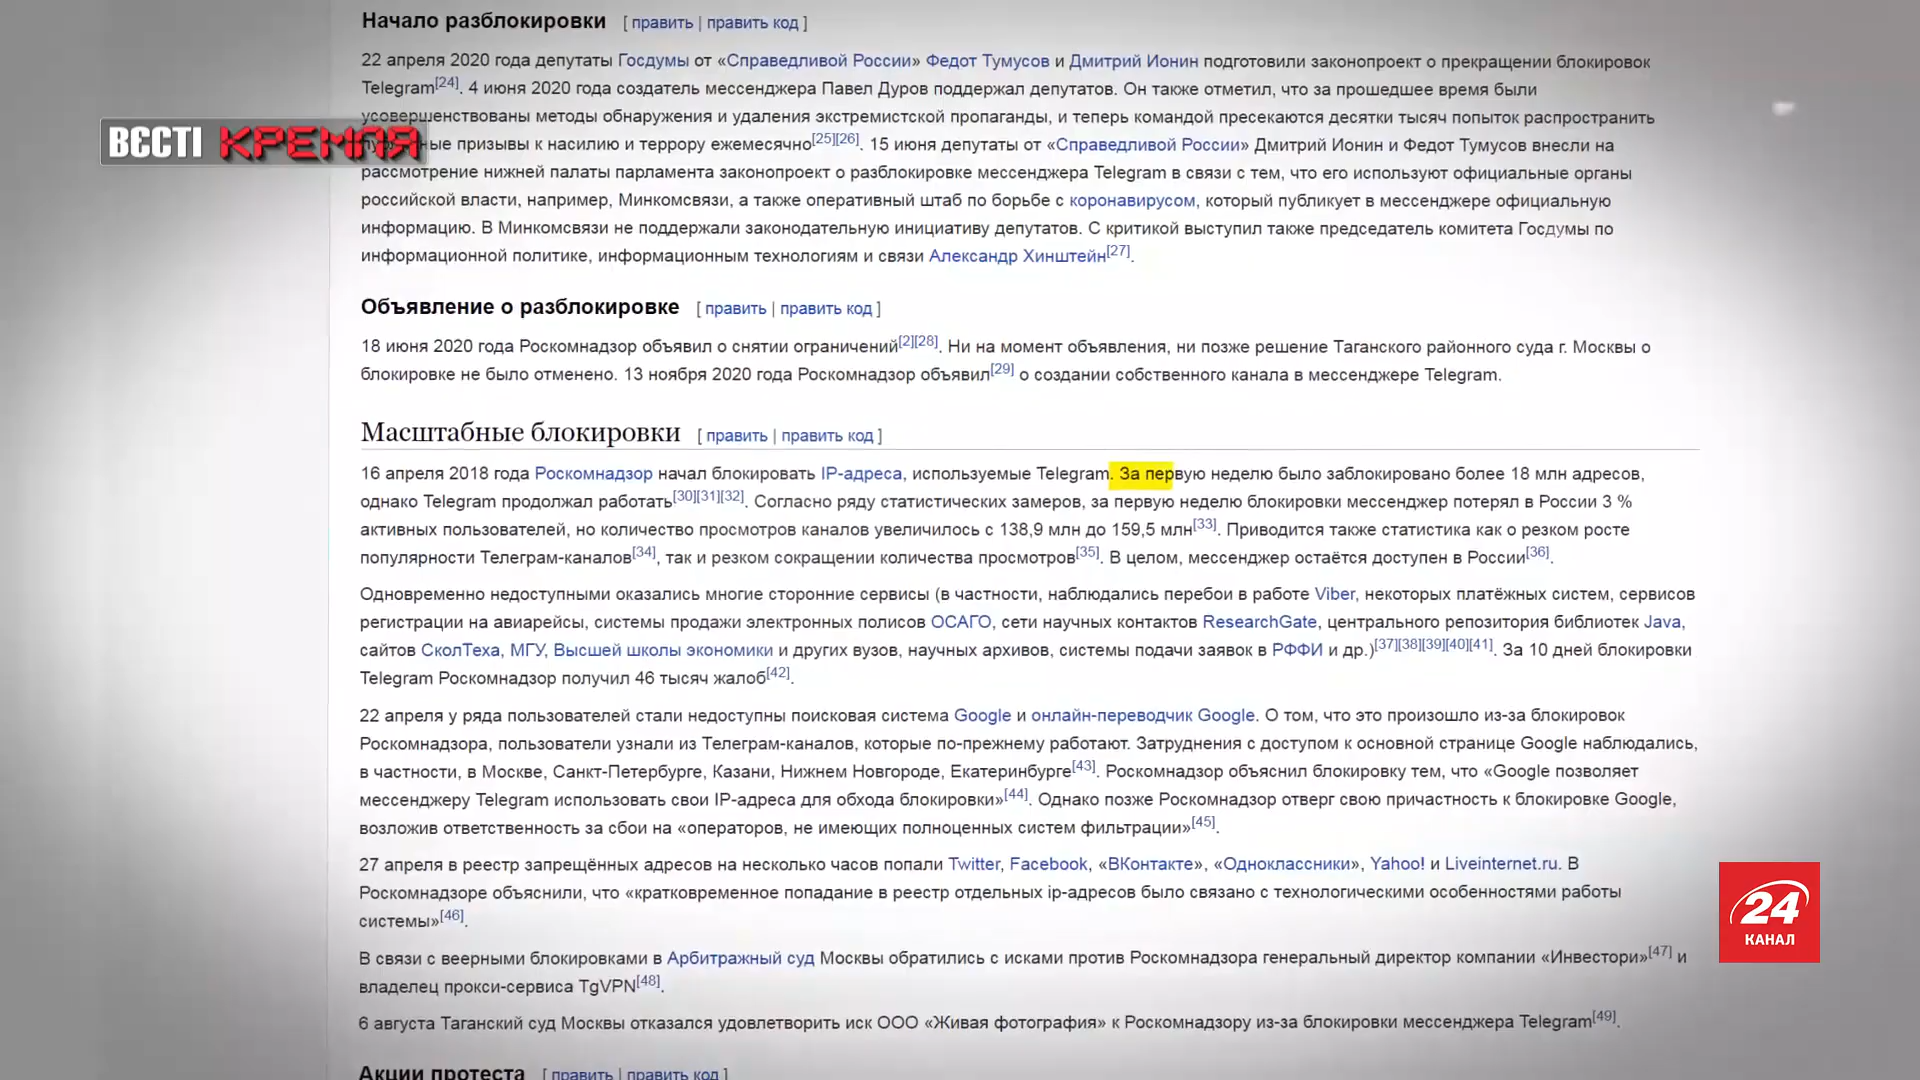 Начало разблокировки [ править | править код ]
22 апреля 2020 года депутаты Госдумы от «Справедливой России» Федот Тумусов и Дмитрий Ионин подготовили законопроект о прекращении блокировок
Telegram[24]. 4 июня 2020 года создатель мессенджера Павел Дуров поддержал депутатов. Он также отметил, что за прошедшее время были
усовершенствованы методы обнаружения и удаления экстремистской пропаганды, и теперь командой пресекаются десятки тысяч попыток распространить
ВЄСТІ КРЕМЛЯ
призывы к насилию и террору ежемесячно[25][26]. 15 июня депутаты от «Справедливой России» Дмитрий Ионин и Федот Тумусов внесли на
рассмотрение нижней палаты парламента законопроект о разблокировке мессенджера Telegram в связи с тем, что его используют официальные органы
российской власти, например, Минкомсвязи, а также оперативный штаб по борьбе с коронавирусом, который публикует в мессенджере официальную
информацию. В Минкомсвязи не поддержали законодательную инициативу депутатов. С критикой выступил также председатель комитета Госдумы по
информационной политике, информационным технологиям и связи Александр Хинштейн[27].
Объявление о разблокировке [ править | править код ]
18 июня 2020 года Роскомнадзор объявил о снятии ограничений[2][28]. Ни на момент объявления, ни позже решение Таганского районного суда г. Москвы о
блокировке не было отменено. 13 ноября 2020 года Роскомнадзор объявил[29] о создании собственного канала в мессенджере Telegram.
Масштабные блокировки [ править | править код ]
16 апреля 2018 года Роскомнадзор начал блокировать IP-адреса, используемые Telegram. За первую неделю было заблокировано более 18 млн адресов,
однако Telegram продолжал работать[30][31][32]. Согласно ряду статистических замеров, за первую неделю блокировки мессенджер потерял в России 3 %
активных пользователей, но количество просмотров каналов увеличилось с 138,9 млн до 159,5 млн[33]. Приводится также статистика как о резком росте
популярности Телеграм-каналов[34], так и резком сокращении количества просмотров[35]. В целом, мессенджер остаётся доступен в России[36].
Одновременно недоступными оказались многие сторонние сервисы (в частности, наблюдались перебои в работе Viber, некоторых платёжных систем, сервисов
регистрации на авиарейсы, системы продажи электронных полисов ОСАГО, сети научных контактов ResearchGate, центрального репозитория библиотек Java,
сайтов СколТеха, МГУ, Высшей школы экономики и других вузов, научных архивов, системы подачи заявок в РФФИ и др.)[37][38][39][40][41]. За 10 дней блокировки
Telegram Роскомнадзор получил 46 тысяч жалоб[42].
22 апреля у ряда пользователей стали недоступны поисковая система Google и онлайн-переводчик Google. О том, что это произошло из-за блокировок
Роскомнадзора, пользователи узнали из Телеграм-каналов, которые по-прежнему работают. Затруднения с доступом к основной странице Google наблюдались,
в частности, в Москве, Санкт-Петербурге, Казани, Нижнем Новгороде, Екатеринбурге[43]. Роскомнадзор объяснил блокировку тем, что «Google позволяет
мессенджеру Telegram использовать свои IP-адреса для обхода блокировки»[44]. Однако позже Роскомнадзор отверг свою причастность к блокировке Google,
возложив ответственность за сбои на «операторов, не имеющих полноценных систем фильтрации»[45].
27 апреля в реестр запрещённых адресов на несколько часов попали Twitter, Facebook, «ВКонтакте», «Одноклассники», Yahoo! и Liveinternet.ru. В
Роскомнадзоре объяснили, что «кратковременное попадание в реестр отдельных ip-адресов было связано с технологическими особенностями работы
системы»[46].
24
КАНАЛ
В связи с веерными блокировками в Арбитражный суд Москвы обратились с исками против Роскомнадзора генеральный директор компании «Инвестори»[47] и
владелец прокси-сервиса TgVPN[48].
6 августа Таганский суд Москвы отказался удовлетворить иск ООО «Живая фотография» к Роскомнадзору из-за блокировки мессенджера Telegram[49].
Акции протеста [ править | править код ]